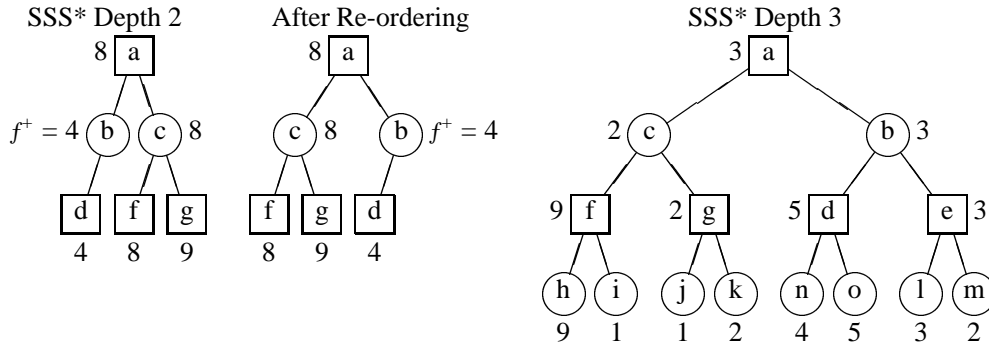 SSS* Depth 2 After Re-ordering SSS* Depth 3
8 a 8 a 3 a
f⁺ = 4 b c 8 c 8 b f⁺ = 4 2 c b 3
d f g f g d 9 f 2 g 5 d e 3
4 8 9 8 9 4
h i j k n o l m
9 1 1 2 4 5 3 2